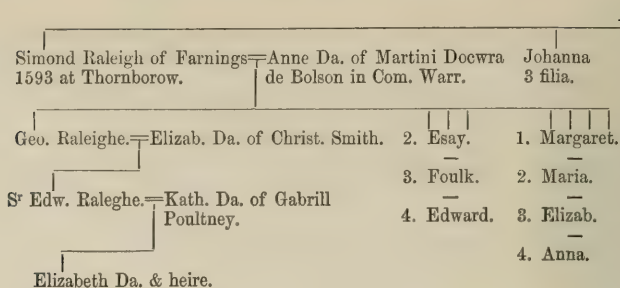 Simond Raleigh of Farnings=Anne Da. of Martini Docwra Johanna
1593 at Thornborow. de Bolson in Com. Warr. 3 filia.
Geo. Raleighe.=Elizab. Da. of Christ. Smith. 2. Esay. 1. Margaret.
3. Foulk. 2. Maria.
Sr Edw. Raleghe.=Kath. Da. of Gabrill
Poultney.
4. Edward. 3. Elizab.
4. Anna.
Elizabeth Da. & heire.